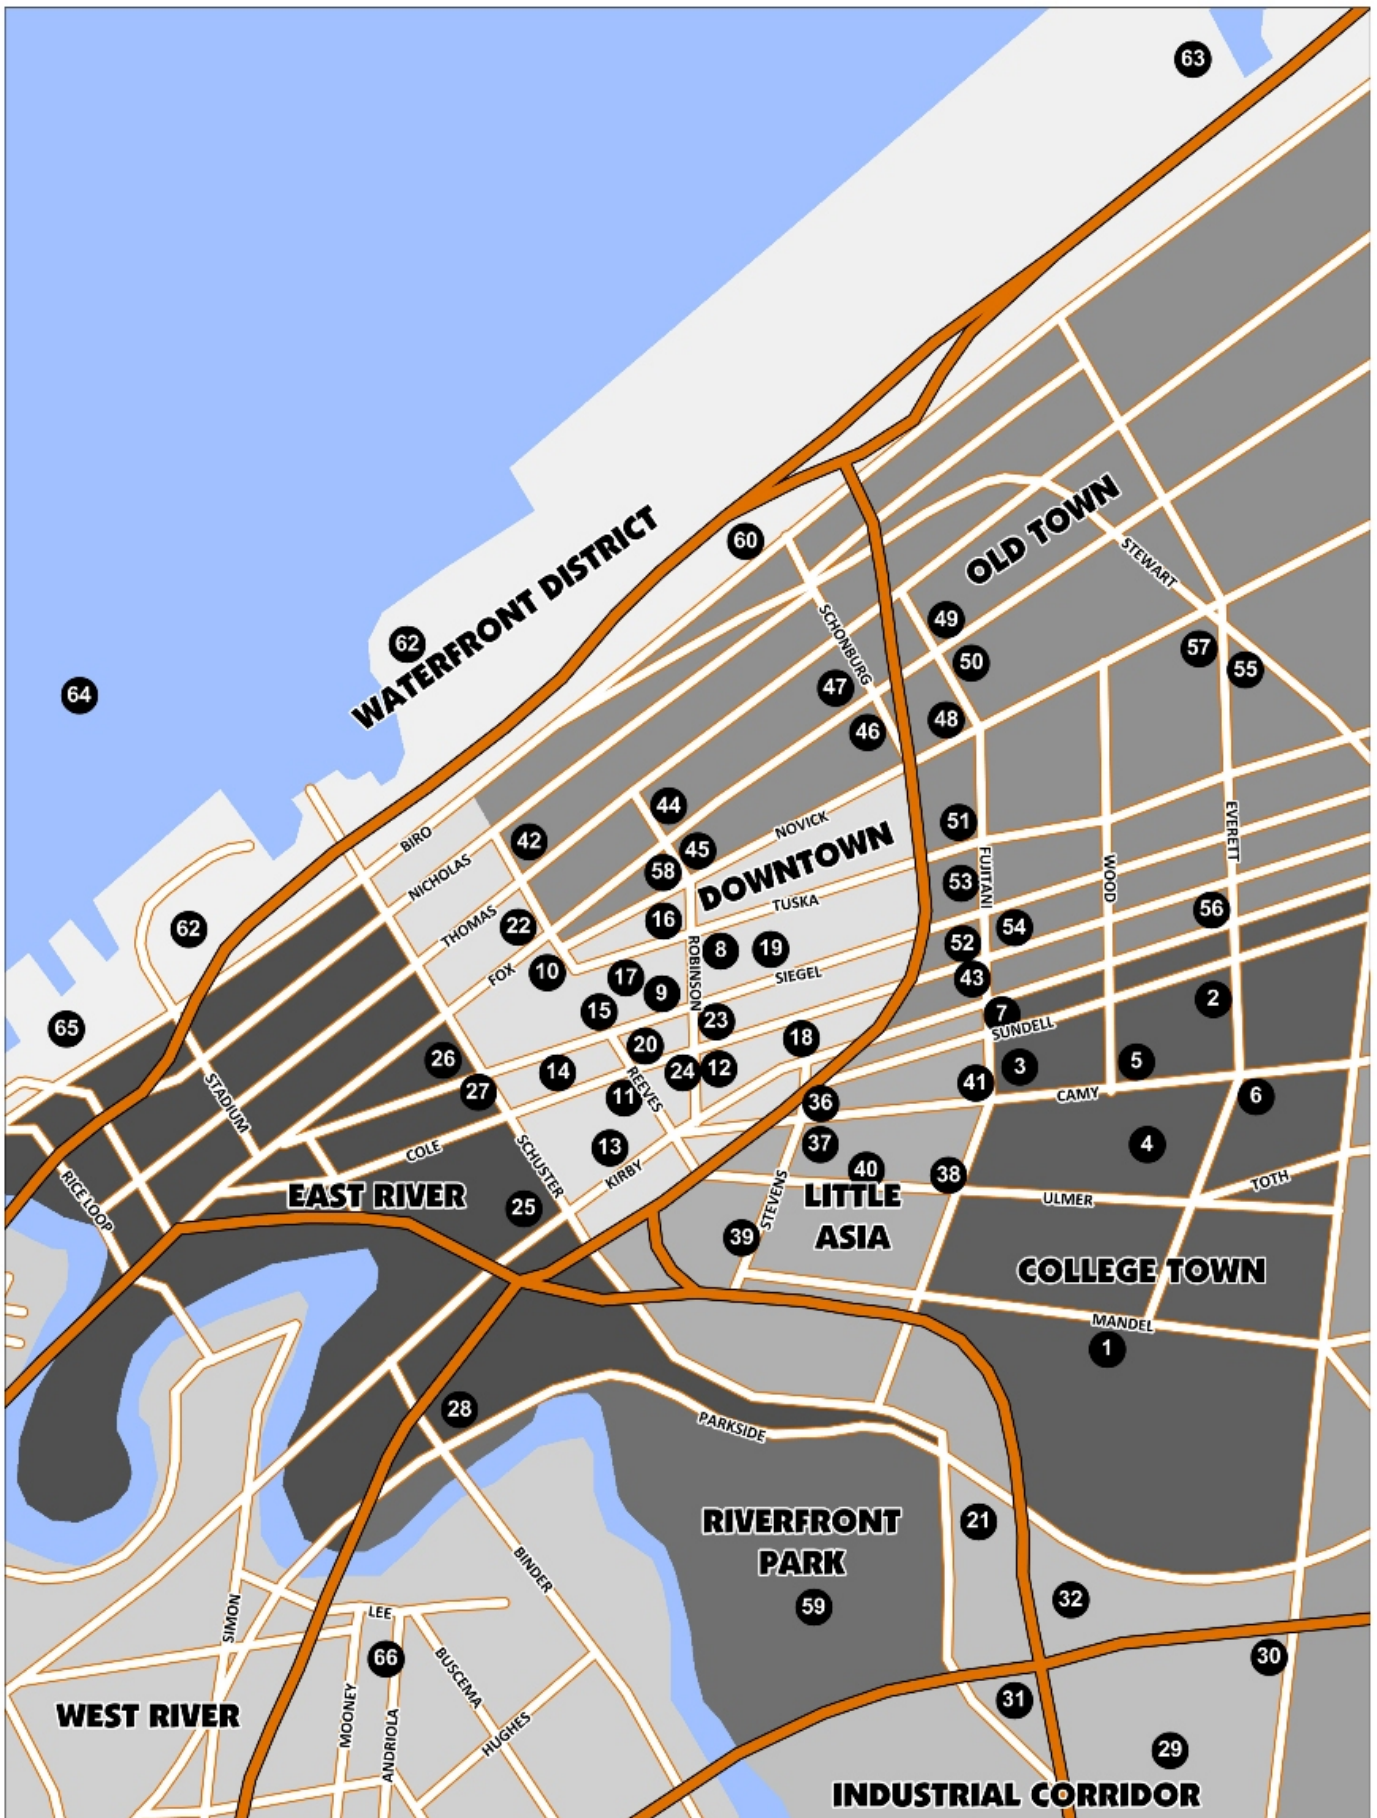 63
WATERFRONT DISTRICT
60
OLD TOWN
STEWART
SCHONBURG
49
62
64
57
50
55
47
48
46
44
NOVICK
51
EVERETT
BIRO
42
45
DOWNTOWN
NICHOLAS
58
FUJITANI
WOOD
53
TUSKA
56
THOMAS
22
16
54
62
ROBINSON
8
19
52
FOX
10
17
SIEGEL
43
9
2
15
7
23
65
SUNDELL
20
18
26
5
14
24
12
3
REEVES
41
27
CAMY
STADIUM
11
36
6
SCHUSTER
COLE
13
37
4
KIRBY
40
38
RICE LOOP
EAST RIVER
STEVENS
LITTLE
ASIA
ULMER
TOTH
25
39
COLLEGE TOWN
MANDEL
1
28
PARKSIDE
RIVERFRONT
PARK
21
BINDER
59
32
SIMON
LEE
66
30
BUSCEMA
31
WEST RIVER
MOONEY
ANDRIOLA
HUGHES
29
INDUSTRIAL CORRIDOR